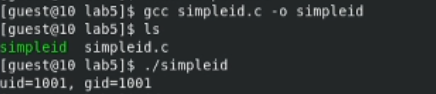 [guest@10 lab5]$ gcc simpleid.c -o simpleid
[guest@10 lab5]$ ls
simpleid  simpleid.c
[guest@10 lab5]$ ./simpleid
uid=1001, gid=1001